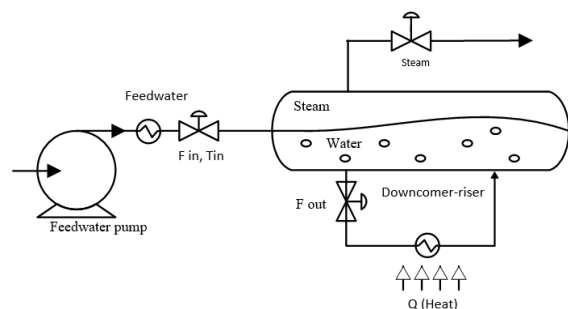 Steam
Feedwater
Steam
Water
F in, Tin
Downcomer-riser
F out
Feedwater pump
Q (Heat)